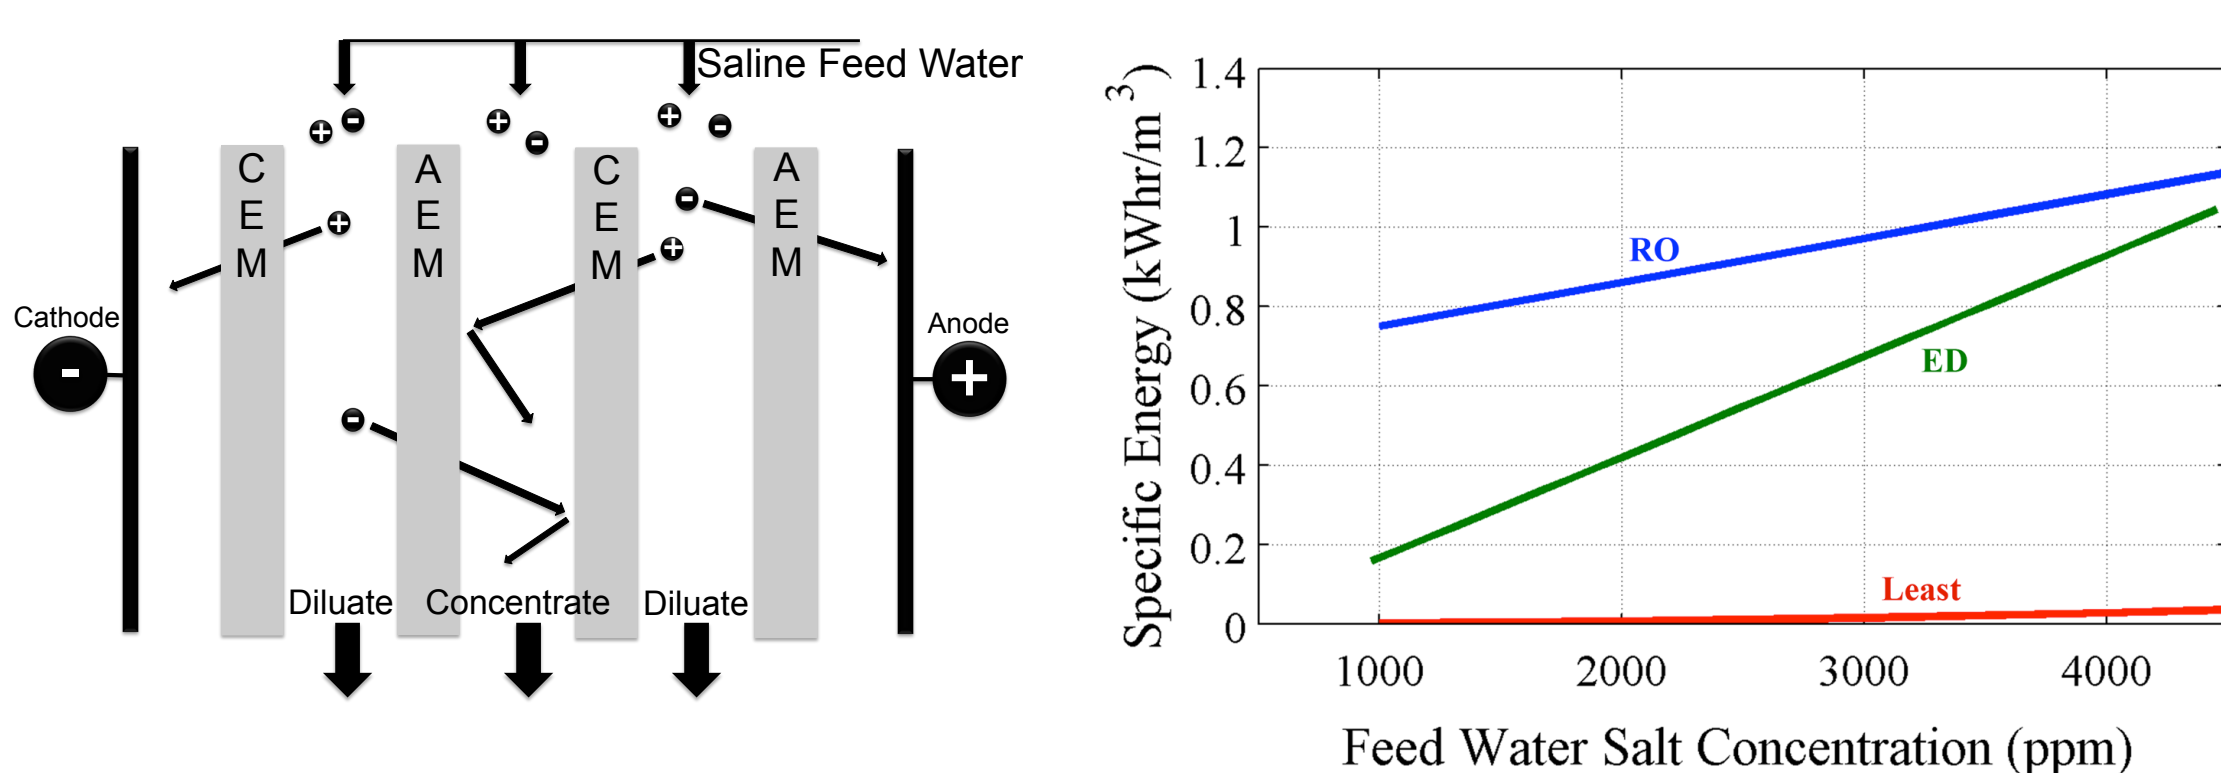 Saline Feed Water
+
-
+
-
+
-
C
E
M
A
E
M
C
E
M
A
E
M
+
-
+
-
Cathode
-
Anode
+
Diluate
Concentrate
Diluate
Specific Energy (kWhr/m³)
1.4
1.2
1
0.8
0.6
0.4
0.2
0
RO
ED
Least
1000
2000
3000
4000
Feed Water Salt Concentration (ppm)